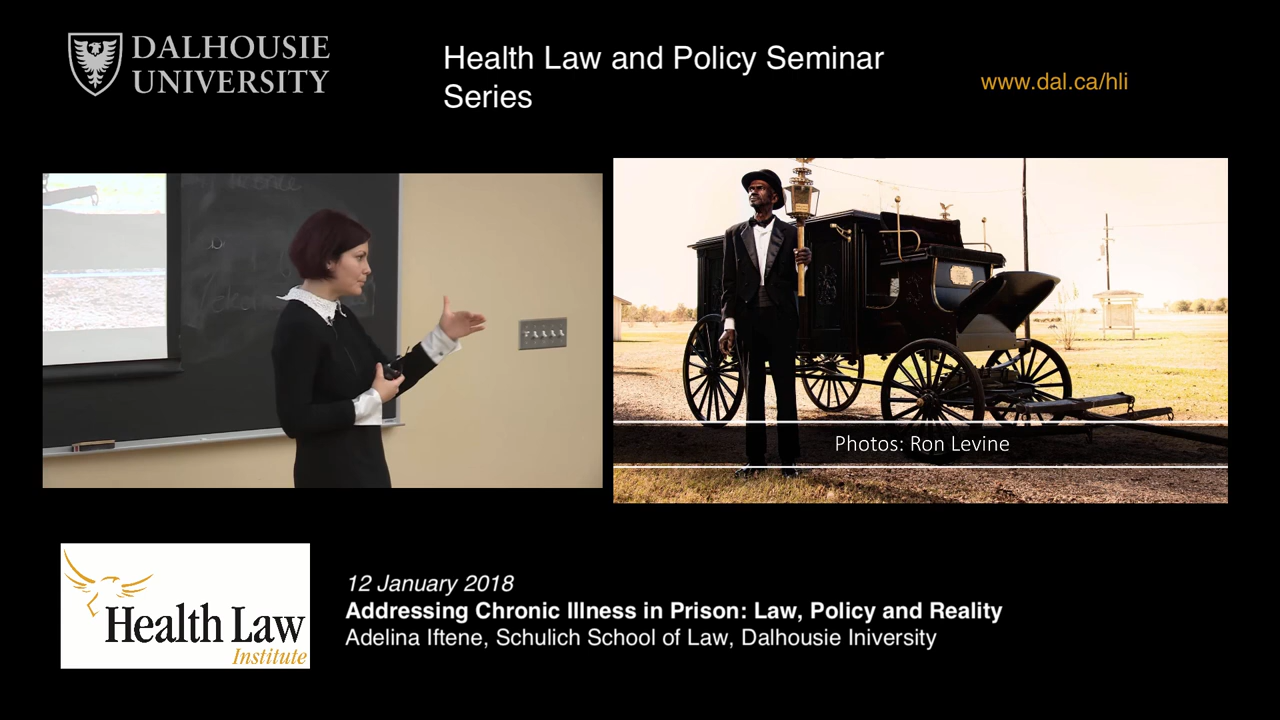 DALHOUSIE
UNIVERSITY
Health Law and Policy Seminar
Series
www.dal.ca/hli
Photos: Ron Levine
Health Law
Institute
12 January 2018
Addressing Chronic Illness in Prison: Law, Policy and Reality
Adelina Iftene, Schulich School of Law, Dalhousie Iniversity